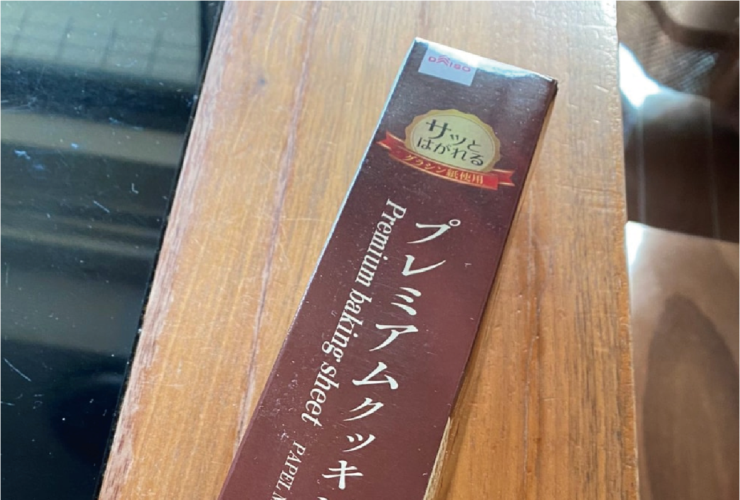 DAISO
サッと
はがれる
グラシン紙使用
プレミアムクッキ
Premium baking sheet
PAPEL